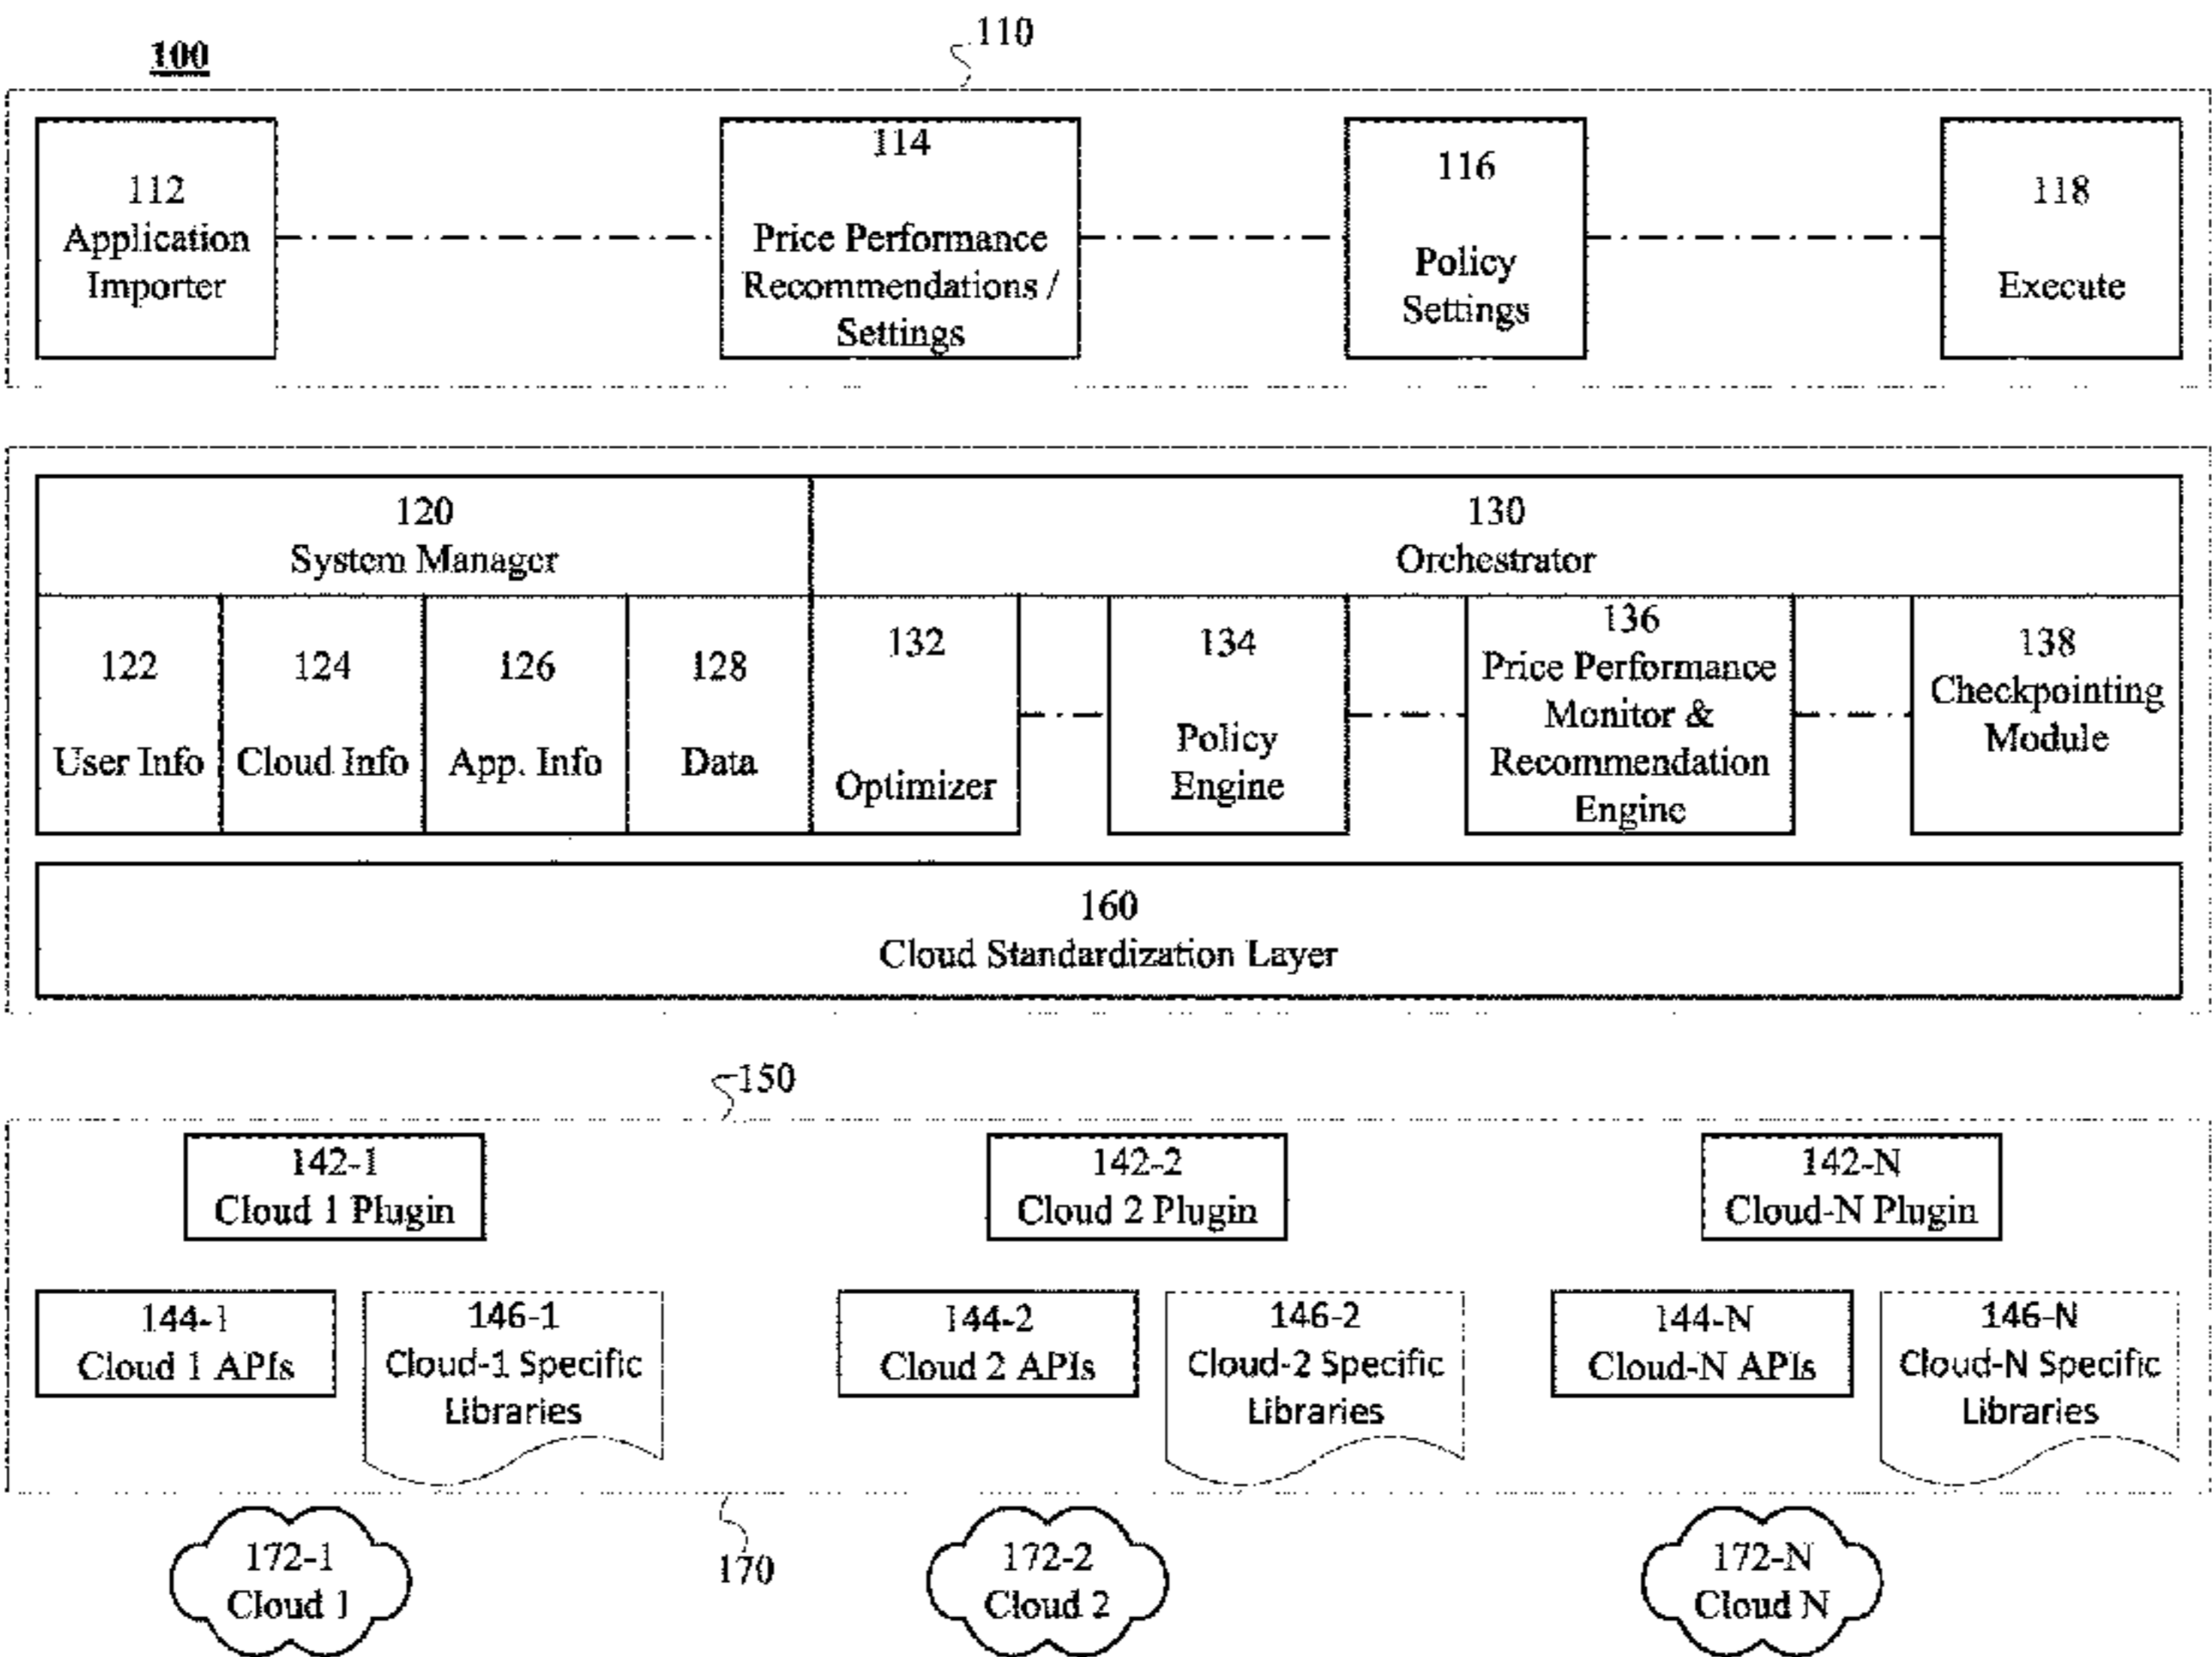 100
110
112
Application
Importer
114
Price Performance
Recommendations /
Settings
116
Policy
Settings
118
Execute
120
System Manager
130
Orchestrator
122
User Info
124
Cloud Info
126
App. Info
128
Data
132
Optimizer
134
Policy
Engine
136
Price Performance
Monitor &
Recommendation
Engine
138
Checkpointing
Module
160
Cloud Standardization Layer
150
142-1
Cloud 1 Plugin
142-2
Cloud 2 Plugin
142-N
Cloud-N Plugin
144-1
Cloud 1 APIs
146-1
Cloud-1 Specific
Libraries
144-2
Cloud 2 APIs
146-2
Cloud-2 Specific
Libraries
144-N
Cloud-N APIs
146-N
Cloud-N Specific
Libraries
172-1
Cloud 1
170
172-2
Cloud 2
172-N
Cloud N